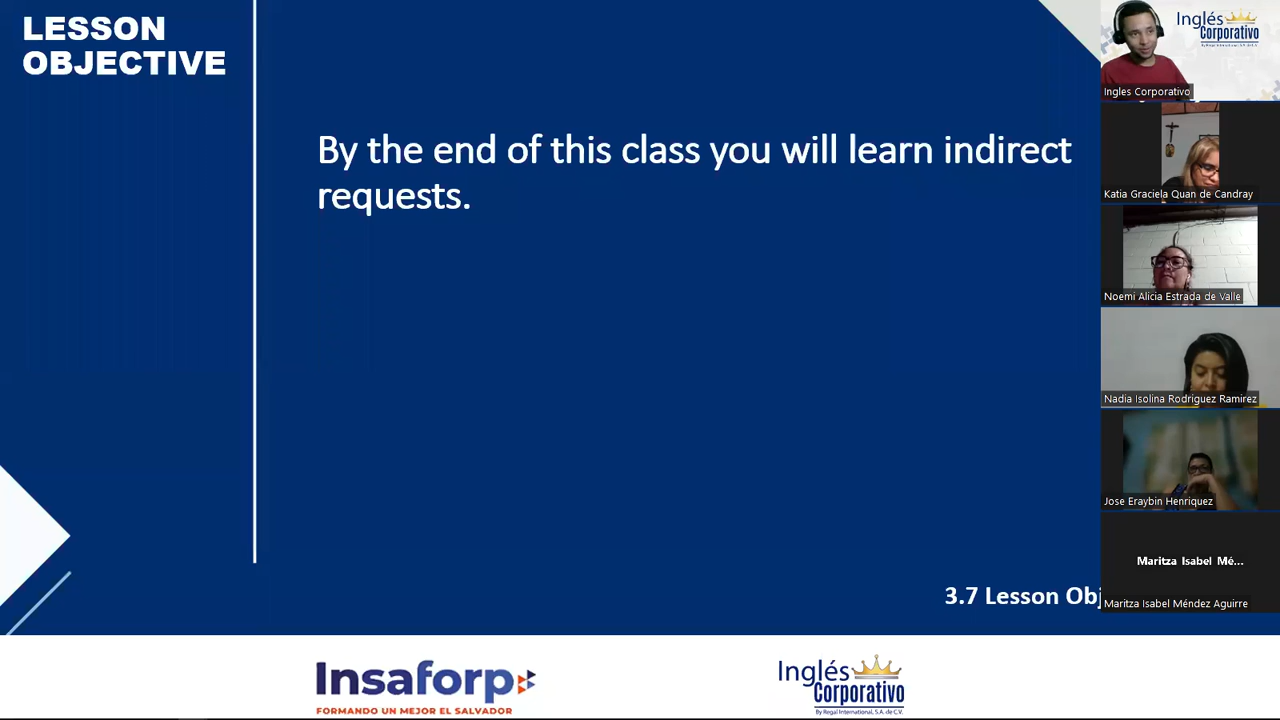 LESSON
OBJECTIVE
By the end of this class you will learn indirect
requests.
3.7 Lesson Obj
Insaforp
FORMANDO UN MEJOR EL SALVADOR
Inglés
Corporativo
By Regal International, S.A. de C.V.
Inglés
Corporativo
Ingles Corporativo
Katia Graciela Quan de Candray
Noemi Alicia Estrada de Valle
Nadia Isolina Rodriguez Ramirez
Jose Eraybin Henriquez
Maritza Isabel Mé...
Maritza Isabel Méndez Aguirre